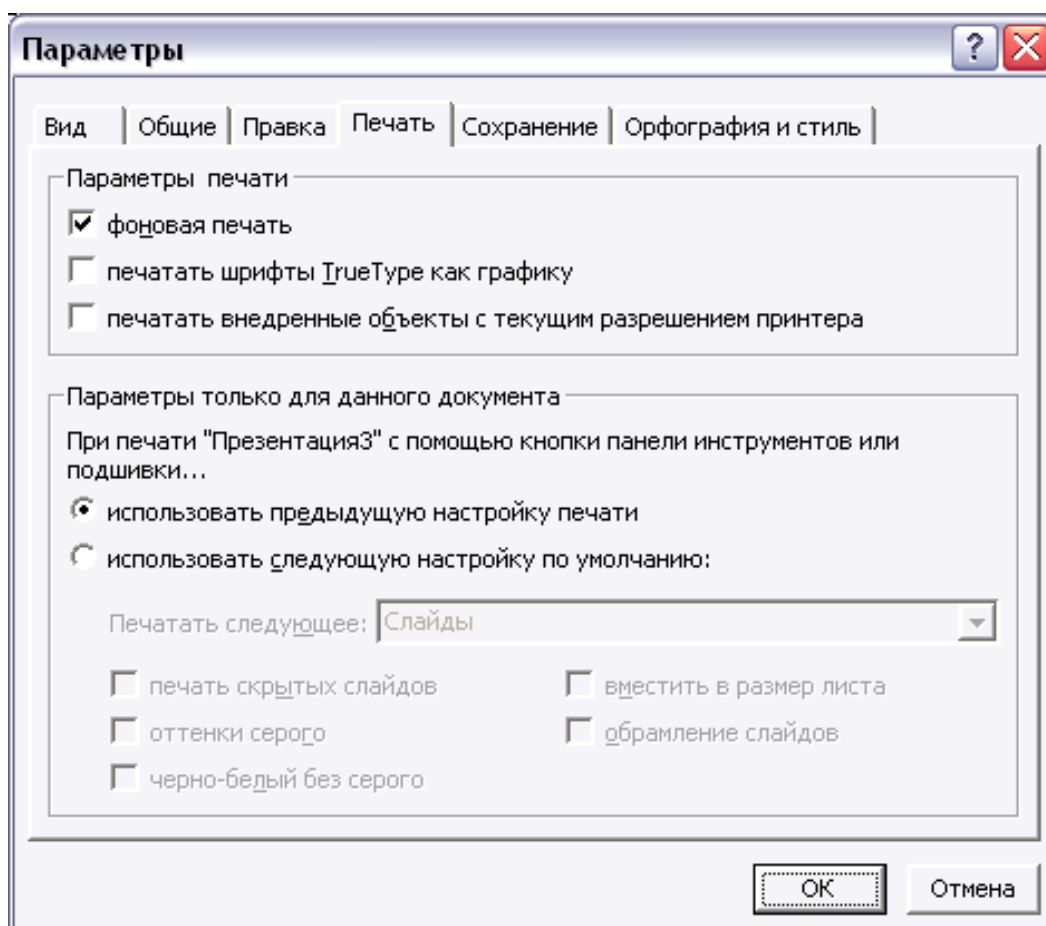 Параметры
Вид Общие Правка Печать Сохранение Орфография и стиль
Параметры печати
фоновая печать
печатать шрифты TrueType как графику
печатать внедренные объекты с текущим разрешением принтера
Параметры только для данного документа
При печати "Презентация3" с помощью кнопки панели инструментов или
подшивки...
использовать предыдущую настройку печати
использовать следующую настройку по умолчанию:
Печатать следующее: Слайды
печать скрытых слайдов вместить в размер листа
оттенки серого обрамление слайдов
черно-белый без серого
ОК Отмена